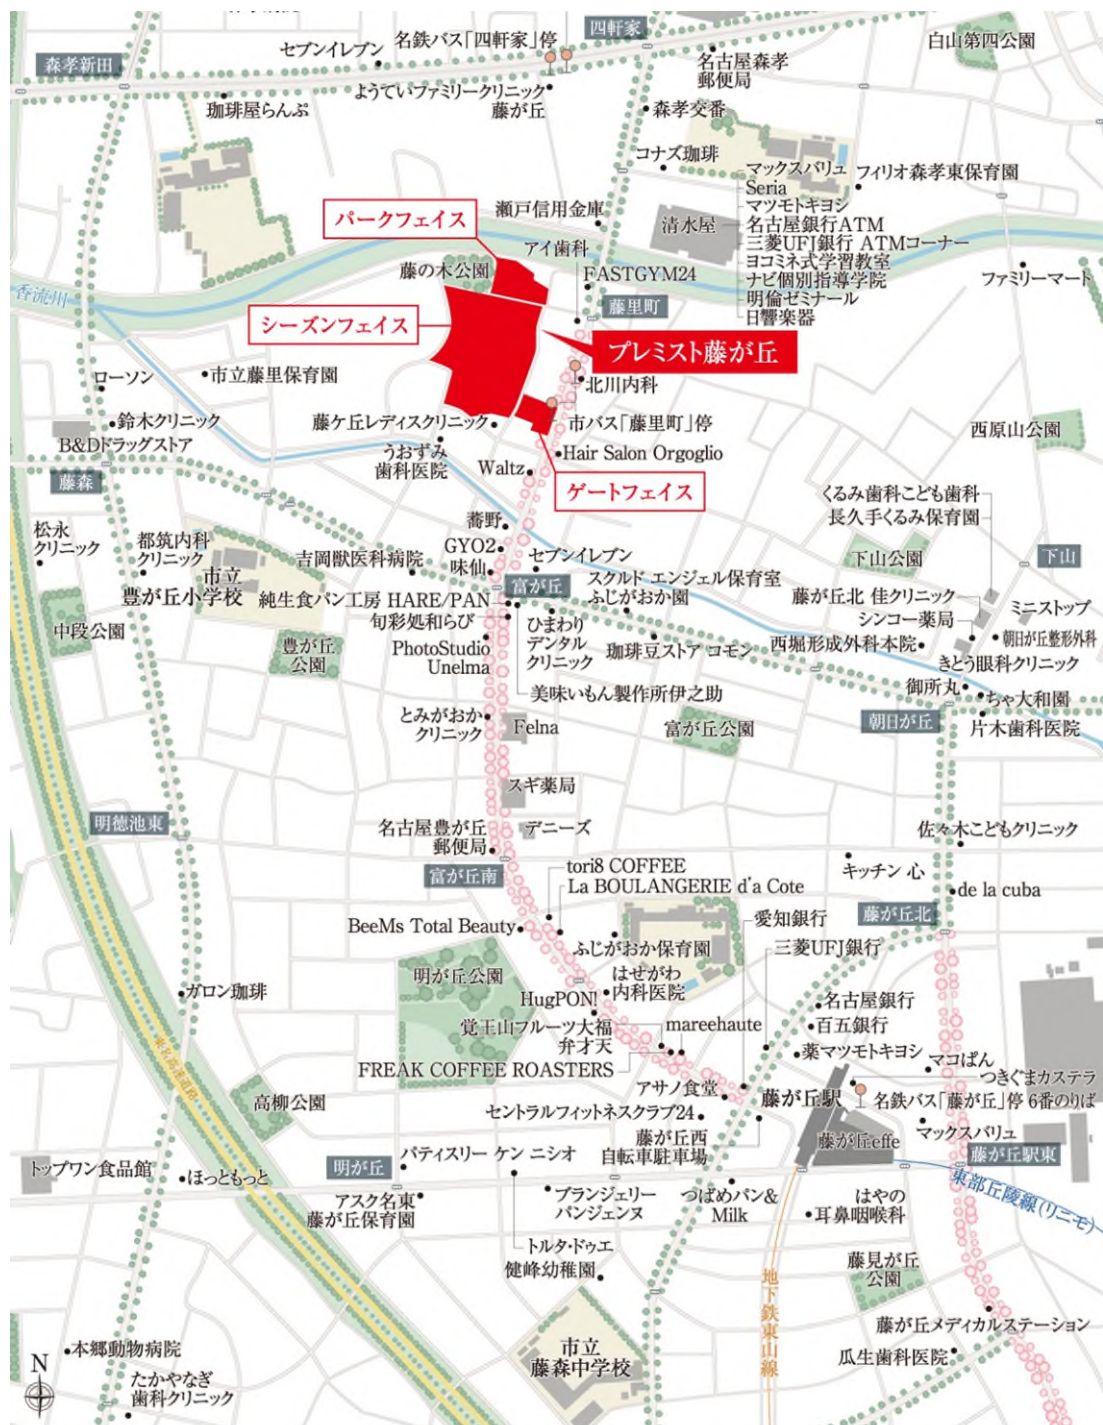 セブンイレブン
名鉄バス「四軒家」停
四軒家
白山第四公園
森孝新田
名古屋森孝
郵便局
珈琲屋らんぷ
ようていファミリークリニック
藤が丘
森孝交番
コナズ珈琲
マックスバリュ
Seria
マツモトキヨシ
名古屋銀行ATM
三菱UFJ銀行 ATMコーナー
ヨコミネ式学習教室
ナビ個別指導学院
明倫ゼミナール
日響楽器
フィリオ森孝東保育園
清水屋
パークフェイス
瀬戸信用金庫
アイ歯科
藤の木公園
FASTGYM24
ファミリーマート
香流川
藤里町
シーズンフェイス
プレミスト藤が丘
ローソン
市立藤里保育園
北川内科
鈴木クリニック
藤ケ丘レディスクリニック
市バス「藤里町」停
西原山公園
B&Dドラッグストア
うおずみ
歯科医院
Hair Salon Orgoglio
Waltz
藤森
ゲートフェイス
くるみ歯科こども歯科
長久手くるみ保育園
松永
クリニック
都筑内科
クリニック
蕎野
GYO2
味仙
吉岡獣医科病院
セブンイレブン
下山公園
下山
市立
豊が丘小学校
富が丘
スクルド エンジェル保育室
ふじがおか園
純生食パン工房 HARE/PAN
旬彩処和らび
藤が丘北 佳クリニック
シンコー薬局
ミニストップ
中段公園
豊が丘
公園
PhotoStudio
Unelma
ひまわり
デンタル
クリニック
珈琲豆ストア コモン
西堀形成外科本院
朝日が丘整形外科
きとう眼科クリニック
美味いもん製作所伊之助
御所丸
ちゃ大和園
とみがおか
クリニック
Felna
富が丘公園
朝日が丘
片木歯科医院
スギ薬局
明徳池東
名古屋豊が丘
郵便局
デニーズ
佐々木こどもクリニック
富が丘南
tori8 COFFEE
La BOULANGERIE d'a Cote
キッチン 心
de la cuba
BeeMs Total Beauty
愛知銀行
藤が丘北
ふじがおか保育園
三菱UFJ銀行
明が丘公園
はせがわ
内科医院
ガロン珈琲
HugPON!
名古屋銀行
覚王山フルーツ大福
弁才天
mareehaute
百五銀行
薬マツモトキヨシ
マコぱん
FREAK COFFEE ROASTERS
つきぐまカステラ
東名高速道路
高柳公園
アサノ食堂
藤が丘駅
名鉄バス「藤が丘」停 6番のりば
セントラルフィットネスクラブ24
藤が丘西
自転車駐車場
藤が丘effe
マックスバリュ
藤が丘駅東
トップワン食品館
ほっともっと
明が丘
パティスリー ケン ニシオ
東部丘陵線(リニモ)
アスク名東
藤が丘保育園
ブランジェリー
パンジェンヌ
つばめパン&
Milk
はやの
耳鼻咽喉科
トルタ・ドゥエ
健峰幼稚園
地下鉄東山線
藤見が丘
公園
市立
藤森中学校
藤が丘メディカルステーション
瓜生歯科医院
N
本郷動物病院
たかやなぎ
歯科クリニック